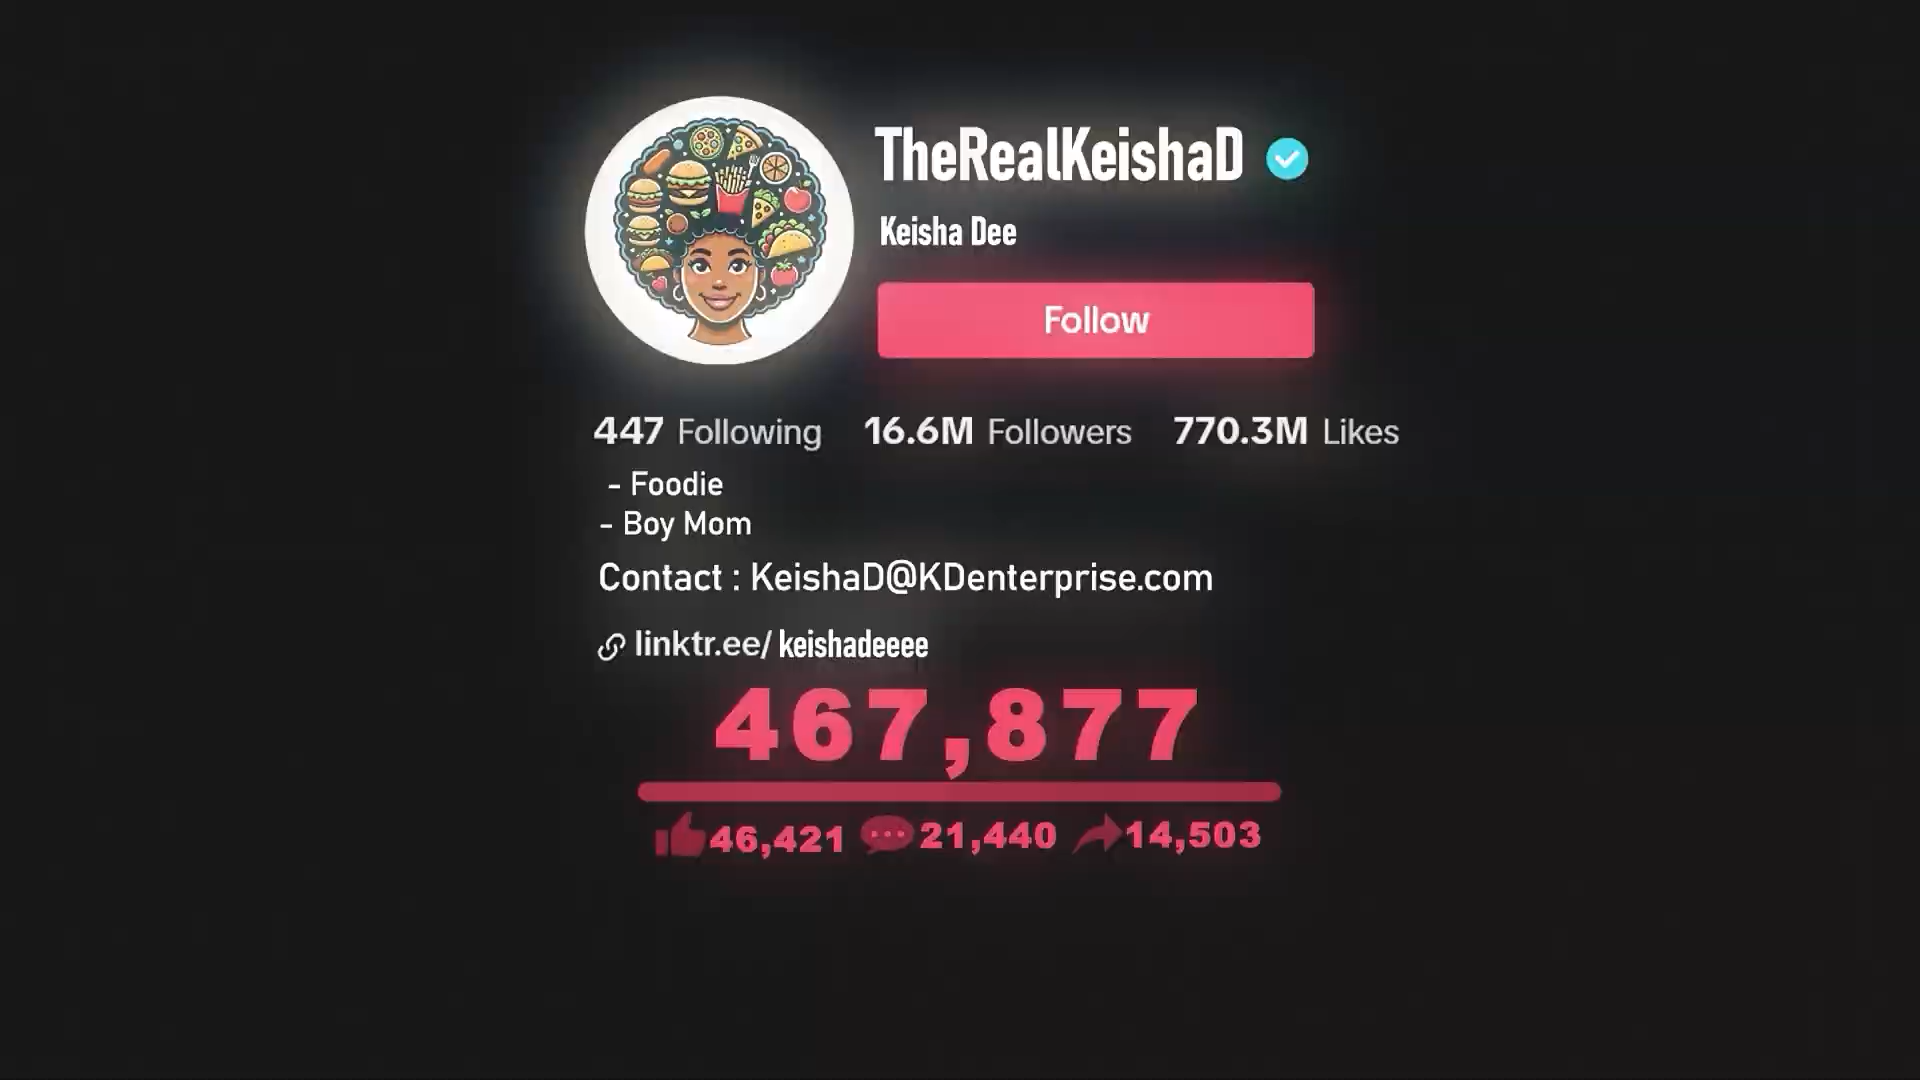 TheRealKeishaD
Keisha Dee
Follow
447 Following 16.6M Followers 770.3M Likes
- Foodie
- Boy Mom
Contact : KeishaD@KDenterprise.com
linktr.ee/ keishadeeee
467,877
46,421 21,440 14,503